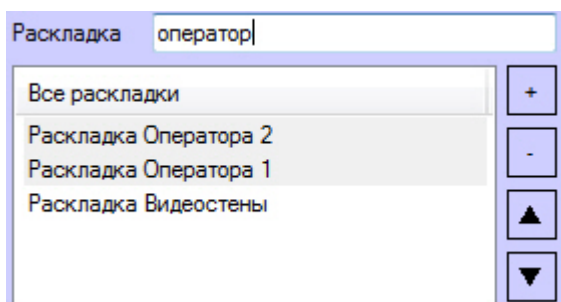 Раскладка оператор
Все раскладки +
Раскладка Оператора 2
Раскладка Оператора 1 -
Раскладка Видеостены ▲
▼